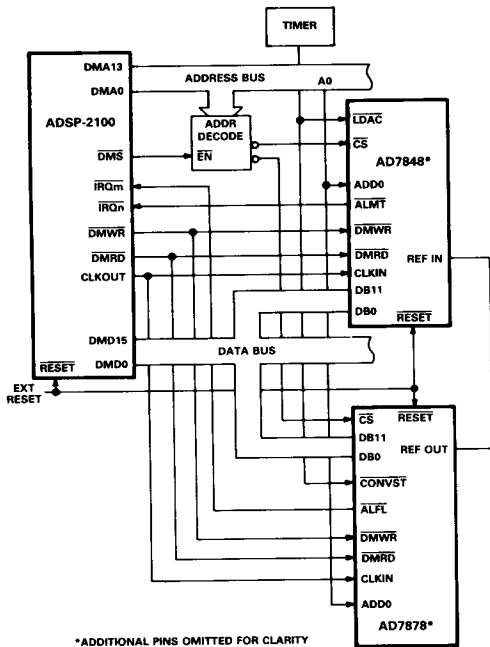 TIMER
DMA13
ADDRESS BUS
A0
DMA0
ADSP-2100
ADDR
DECODE
LDAC
CS
AD7848*
DMS
EN
IRQm
ADD0
IRQn
ALMT
DMWR
DMWR
DMRD
DMRD
REF IN
CLKOUT
CLKIN
DB11
DB0
RESET
DMD15
DATA BUS
RESET
DMD0
EXT
RESET
CS
RESET
DB11
REF OUT
DB0
CONVST
ALFL
DMWR
DMRD
CLKIN
ADD0
AD7878*
*ADDITIONAL PINS OMITTED FOR CLARITY